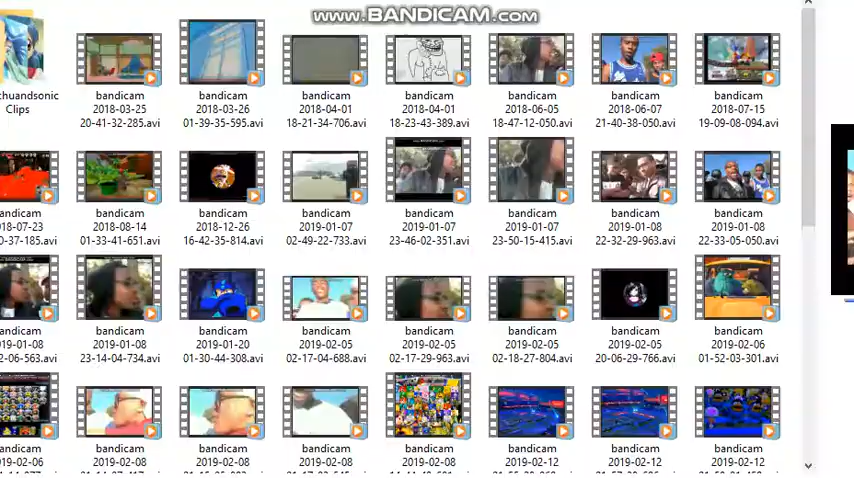 www.BANDICAM.com
chuandsonic
Clips
bandicam
2018-03-25
20-41-32-285.avi
bandicam
2018-03-26
01-39-35-595.avi
bandicam
2018-04-01
18-21-34-706.avi
bandicam
2018-04-01
18-23-43-389.avi
bandicam
2018-06-05
18-47-12-050.avi
bandicam
2018-06-07
21-40-38-050.avi
bandicam
2018-07-15
19-09-08-094.avi
andicam
018-07-23
0-37-185.avi
bandicam
2018-08-14
01-33-41-651.avi
bandicam
2018-12-26
16-42-35-814.avi
bandicam
2019-01-07
02-49-22-733.avi
bandicam
2019-01-07
23-46-02-351.avi
bandicam
2019-01-07
23-50-15-415.avi
bandicam
2019-01-08
22-32-29-963.avi
bandicam
2019-01-08
22-33-05-050.avi
andicam
019-01-08
2-06-563.avi
bandicam
2019-01-08
23-14-04-734.avi
bandicam
2019-01-20
01-30-44-308.avi
bandicam
2019-02-05
02-17-04-688.avi
bandicam
2019-02-05
02-17-29-963.avi
bandicam
2019-02-05
02-18-27-804.avi
bandicam
2019-02-05
20-06-29-766.avi
bandicam
2019-02-06
01-52-03-301.avi
andicam
019-02-06
bandicam
2019-02-08
bandicam
2019-02-08
bandicam
2019-02-08
bandicam
2019-02-08
bandicam
2019-02-12
bandicam
2019-02-12
bandicam
2019-02-12